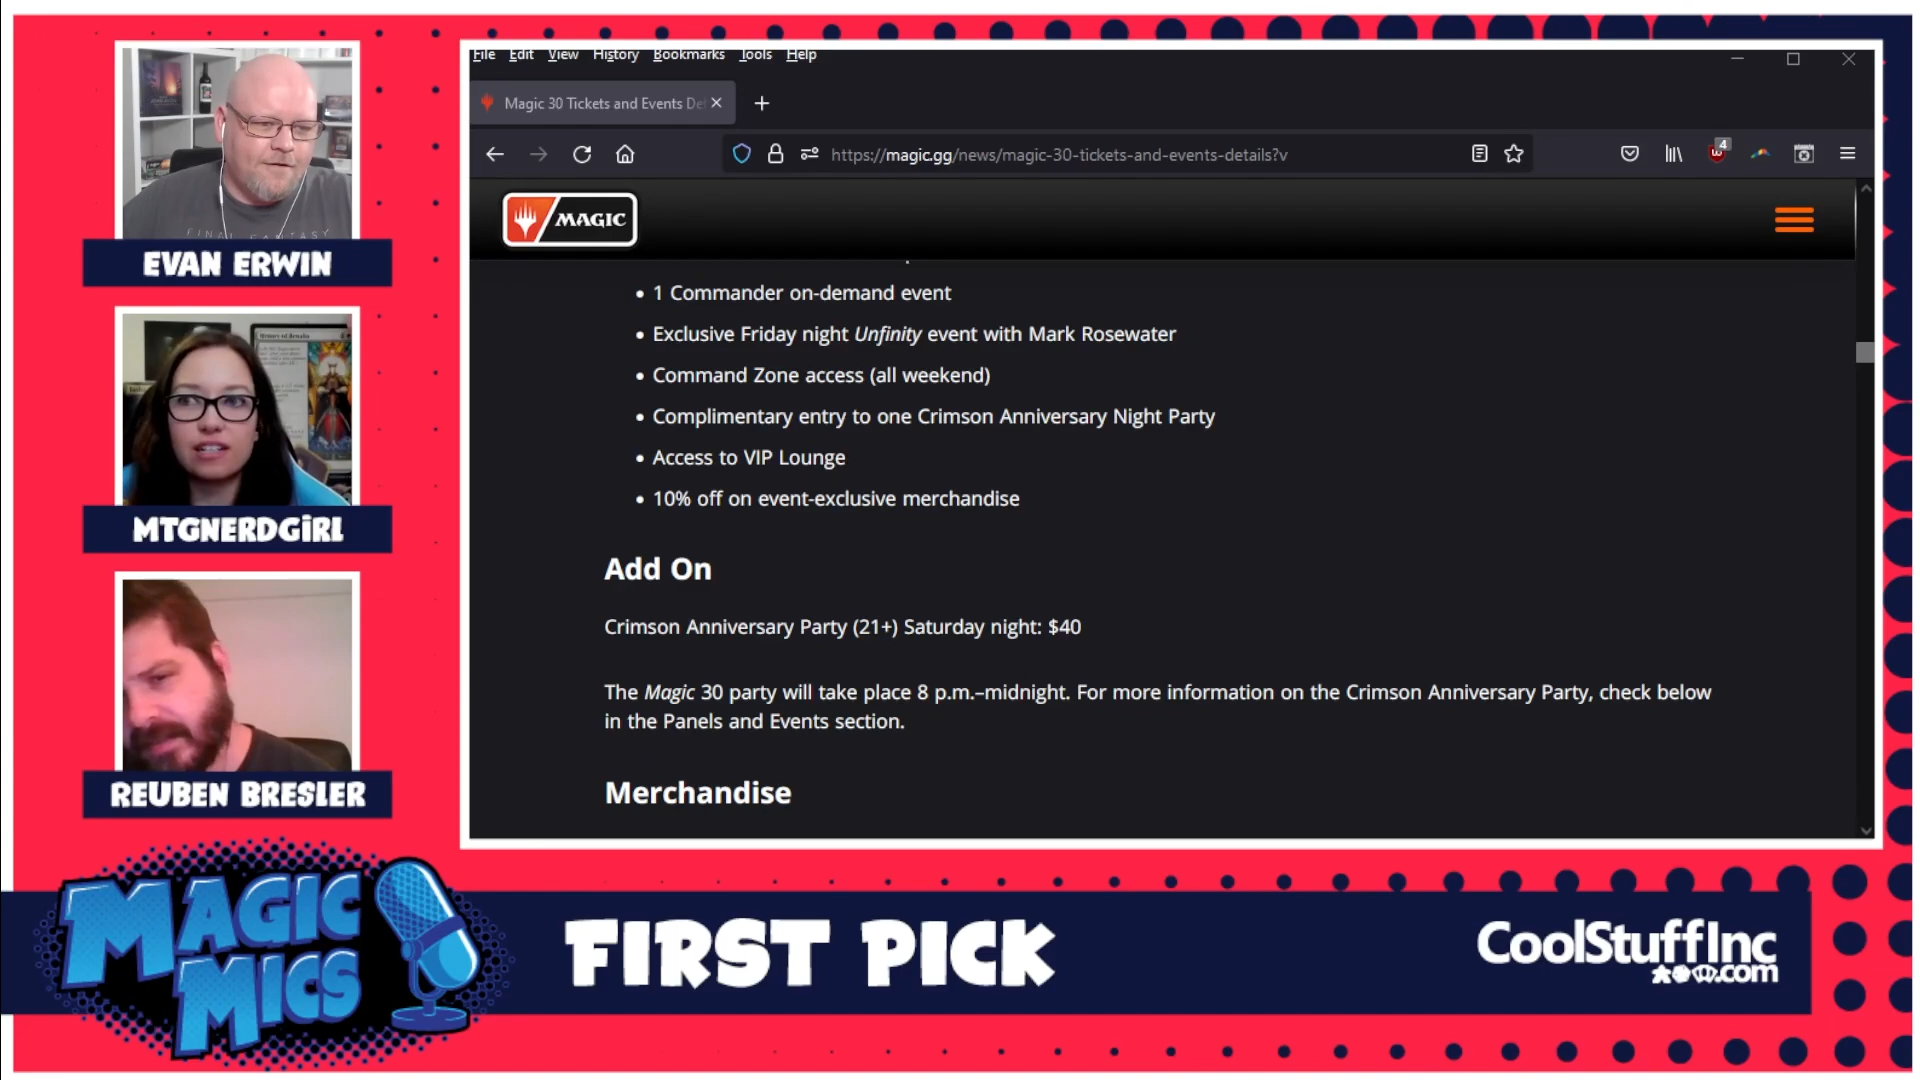 EVAN ERWIN
MTGNERDGIRL
REUBEN BRESLER
FINAL FANTASY
File Edit View History Bookmarks Tools Help
Magic 30 Tickets and Events De
https://magic.gg/news/magic-30-tickets-and-events-details?v
4
MAGIC
• 1 Commander on-demand event
• Exclusive Friday night Unfinity event with Mark Rosewater
• Command Zone access (all weekend)
• Complimentary entry to one Crimson Anniversary Night Party
• Access to VIP Lounge
• 10% off on event-exclusive merchandise
Add On
Crimson Anniversary Party (21+) Saturday night: $40
The Magic 30 party will take place 8 p.m.–midnight. For more information on the Crimson Anniversary Party, check below
in the Panels and Events section.
Merchandise
MAGIC
MICS
FIRST PICK
CoolStuffInc
.com